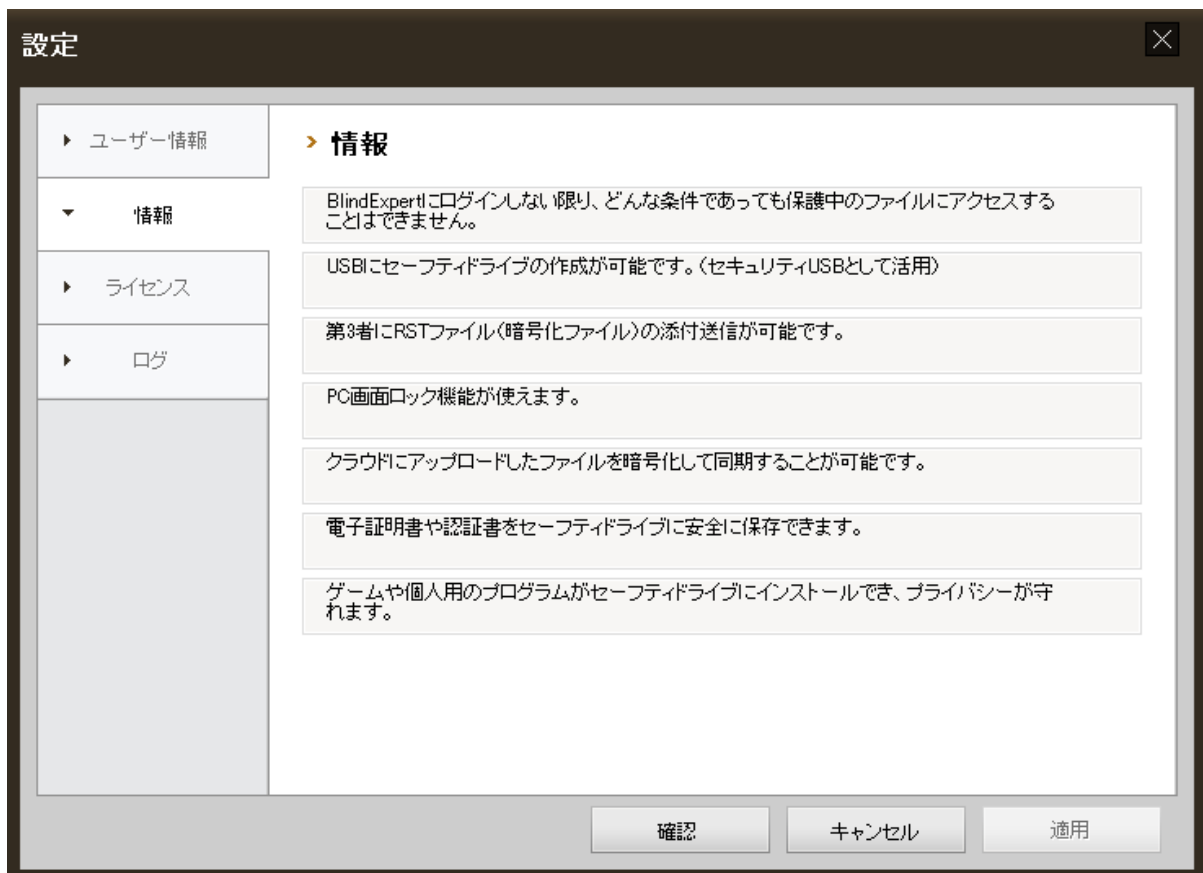 設定
ユーザー情報
情報
ライセンス
ログ
情報
BlindExpertにログインしない限り、どんな条件であっても保護中のファイルにアクセスする
ことはできません。
USBにセーフティドライブの作成が可能です。（セキュリティUSBとして活用）
第3者にRSTファイル（暗号化ファイル）の添付送信が可能です。
PC画面ロック機能が使えます。
クラウドにアップロードしたファイルを暗号化して同期することが可能です。
電子証明書や認証書をセーフティドライブに安全に保存できます。
ゲームや個人用のプログラムがセーフティドライブにインストールでき、プライバシーが守
れます。
確認
キャンセル
適用